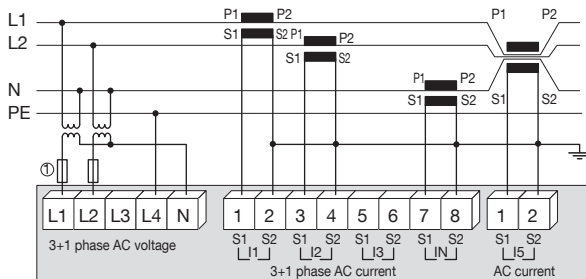 L1 P1 P2 P1 P2
L2 S1 S2 P1 P2
S1 S2
N P1 P2
S1 S2 S1 S2
PE
①
L1 L2 L3 L4 N 1 2 3 4 5 6 7 8 1 2
S1 S2 S1 S2 S1 S2 S1 S2 S1 S2
3+1 phase AC voltage I1 I2 I3 IN I5
3+1 phase AC current AC current